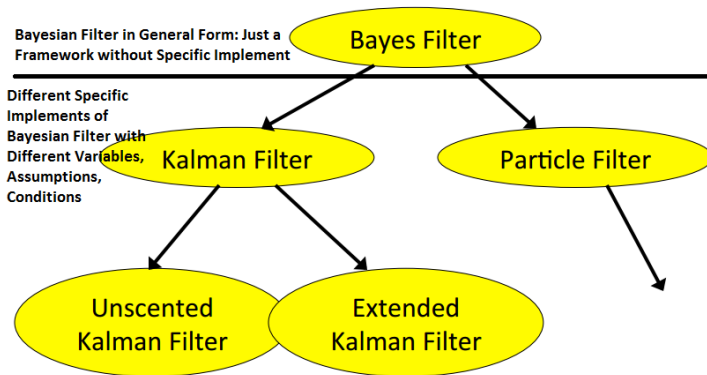 Bayesian Filter in General Form: Just a
Framework without Specific Implement
Bayes Filter
Different Specific
Implements of
Bayesian Filter with
Different Variables,
Assumptions,
Conditions
Kalman Filter
Particle Filter
Unscented
Kalman Filter
Extended
Kalman Filter